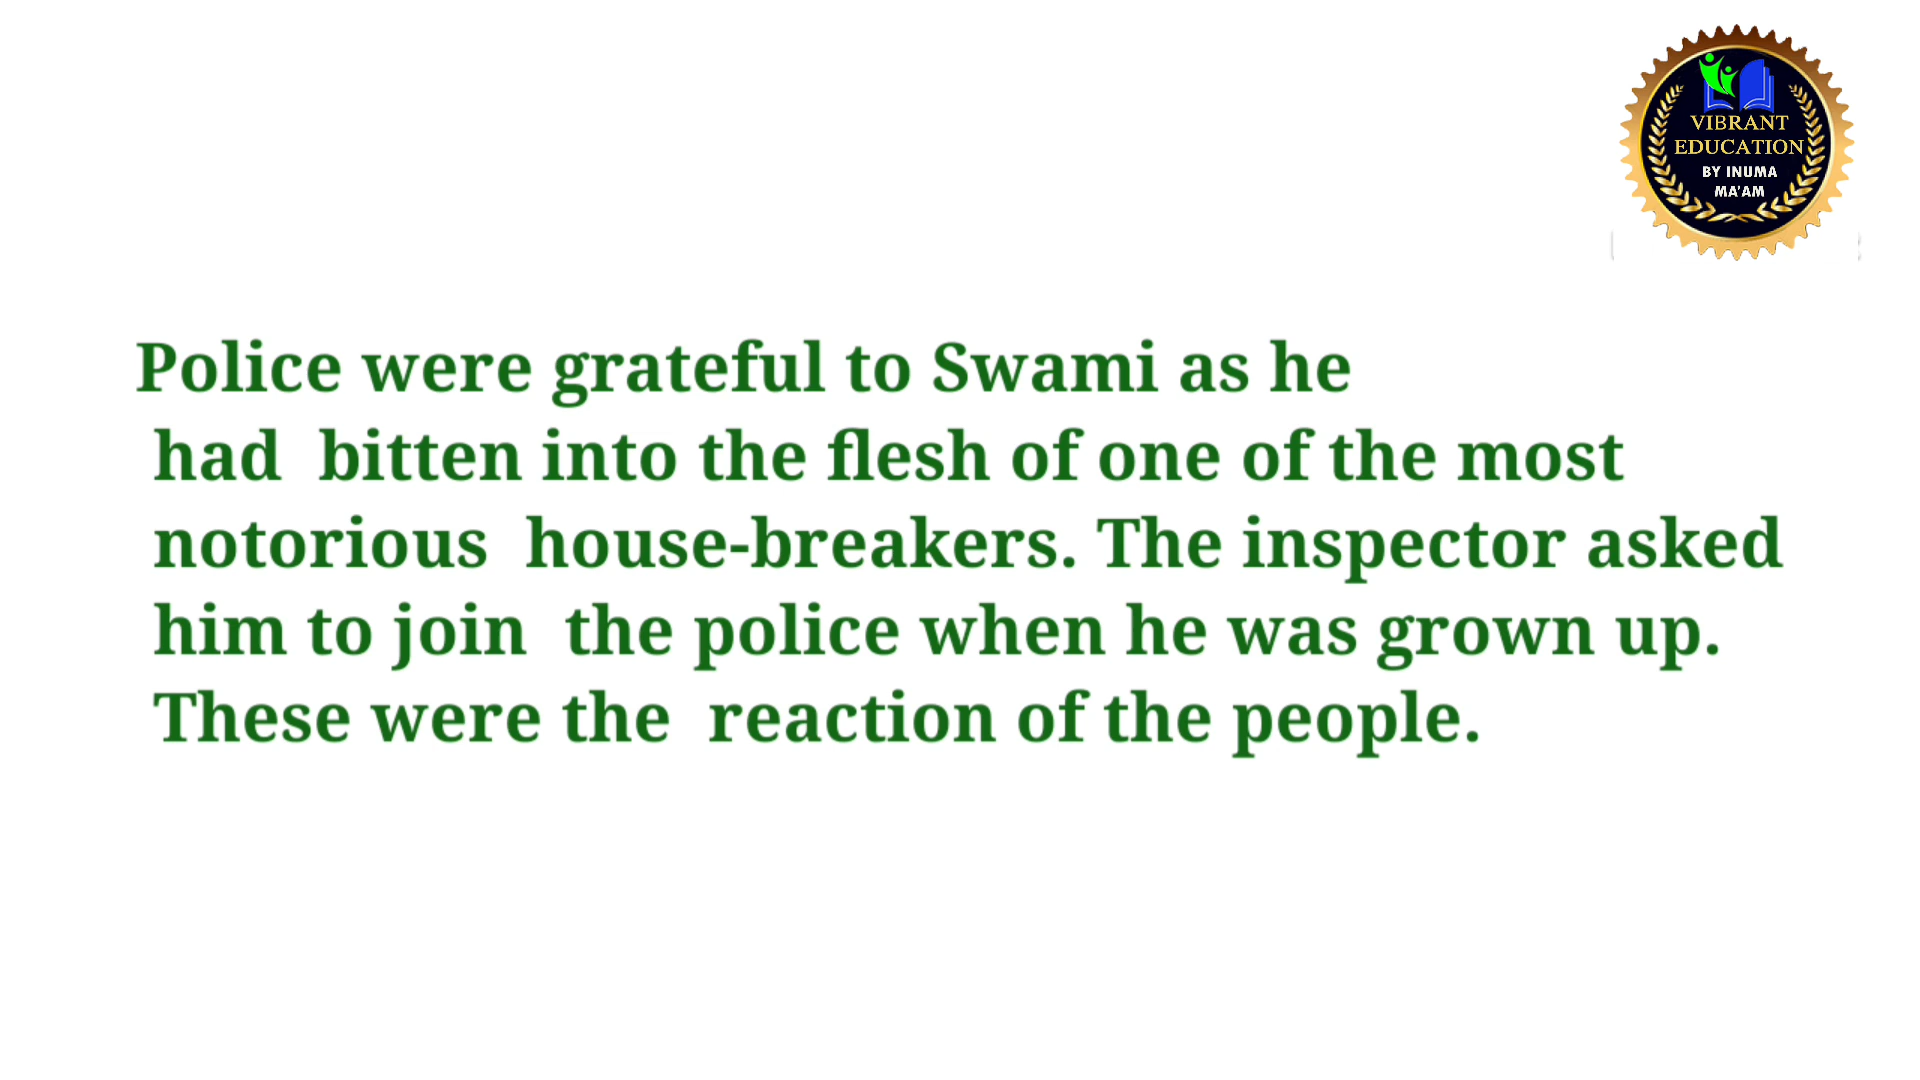 VIBRANT
EDUCATION
BY INUMA
MA'AM
Police were grateful to Swami as he
had bitten into the flesh of one of the most
notorious house-breakers. The inspector asked
him to join the police when he was grown up.
These were the reaction of the people.